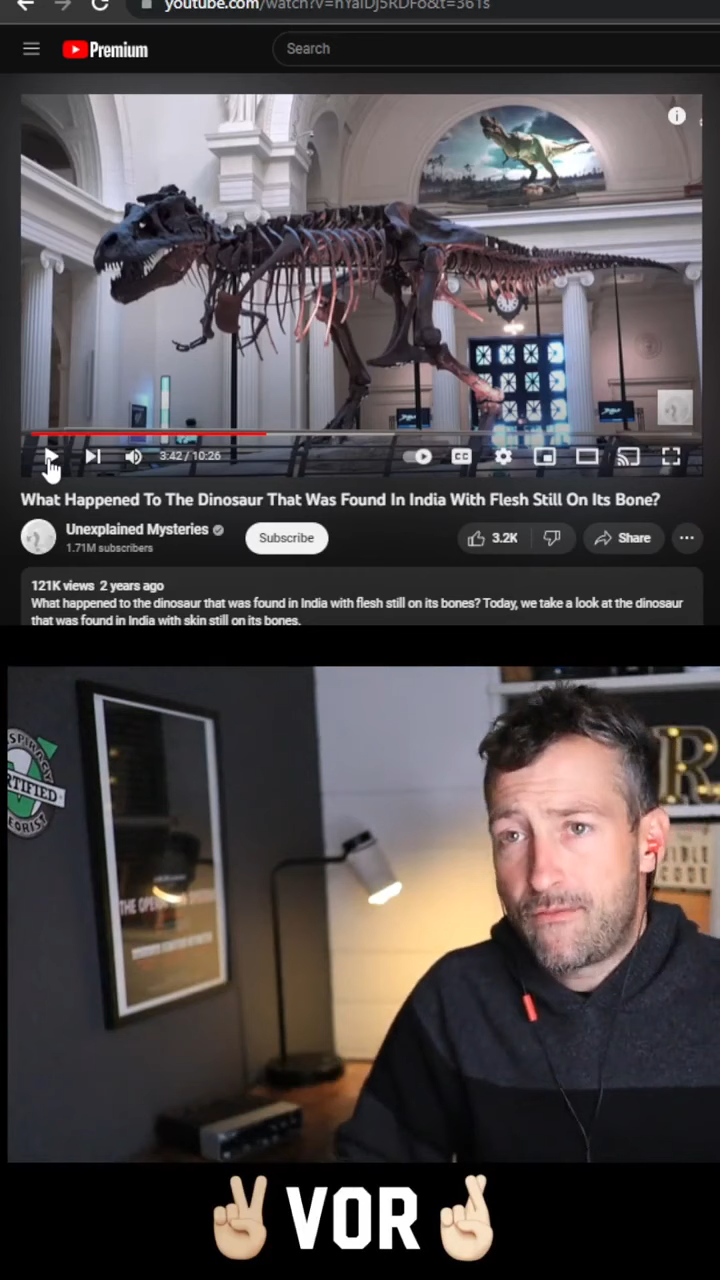 youtube.com/watch?v=hYaiDj5RDFo&t=361s
Premium
Search
3:42 / 10:26
CC
What Happened To The Dinosaur That Was Found In India With Flesh Still On Its Bone?
Unexplained Mysteries
1.71M subscribers
Subscribe
3.2K
Share
121K views 2 years ago
What happened to the dinosaur that was found in India with flesh still on its bones? Today, we take a look at the dinosaur
that was found in India with skin still on its bones.
R
CODE
✌🏼 VOR 🤞🏼